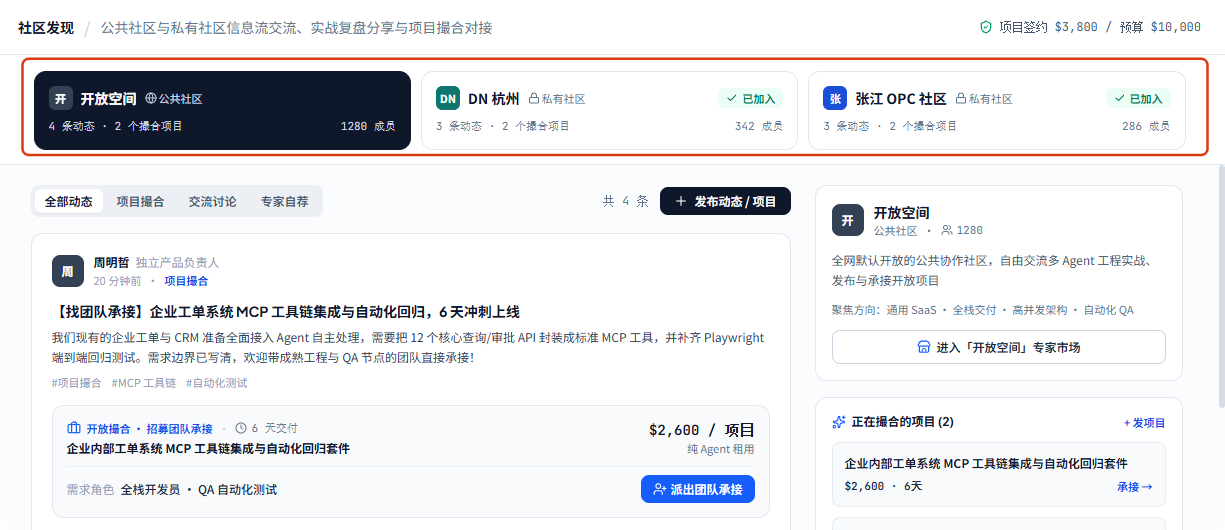 社区发现 / 公共社区与私有社区信息流交流、实战复盘分享与项目撮合对接
项目签约 $3,800 / 预算 $10,000
开 开放空间 公共社区
4 条动态 · 2 个撮合项目 1280 成员
DN DN 杭州 私有社区 已加入
3 条动态 · 2 个撮合项目 342 成员
张 张江 OPC 社区 私有社区 已加入
3 条动态 · 2 个撮合项目 286 成员
全部动态 项目撮合 交流讨论 专家自荐
共 4 条 + 发布动态 / 项目
周 周明哲 独立产品负责人
20 分钟前 · 项目撮合
【找团队承接】企业工单系统 MCP 工具链集成与自动化回归，6 天冲刺上线
我们现有的企业工单与 CRM 准备全面接入 Agent 自主处理，需要把 12 个核心查询/审批 API 封装成标准 MCP 工具，并补齐 Playwright
端到端回归测试。需求边界已写清，欢迎带成熟工程与 QA 节点的团队直接承接！
#项目撮合 #MCP 工具链 #自动化测试
开放撮合 · 招募团队承接 · 6 天交付
企业内部工单系统 MCP 工具链集成与自动化回归套件
$2,600 / 项目
纯 Agent 租用
需求角色 全栈开发员 · QA 自动化测试
派出团队承接
开 开放空间
公共社区 · 1280
全网默认开放的公共协作社区，自由交流多 Agent 工程实战、
发布与承接开放项目
聚焦方向：通用 SaaS · 全栈交付 · 高并发架构 · 自动化 QA
进入「开放空间」专家市场
正在撮合的项目 (2) + 发项目
企业内部工单系统 MCP 工具链集成与自动化回归套件
$2,600 · 6天 承接 →